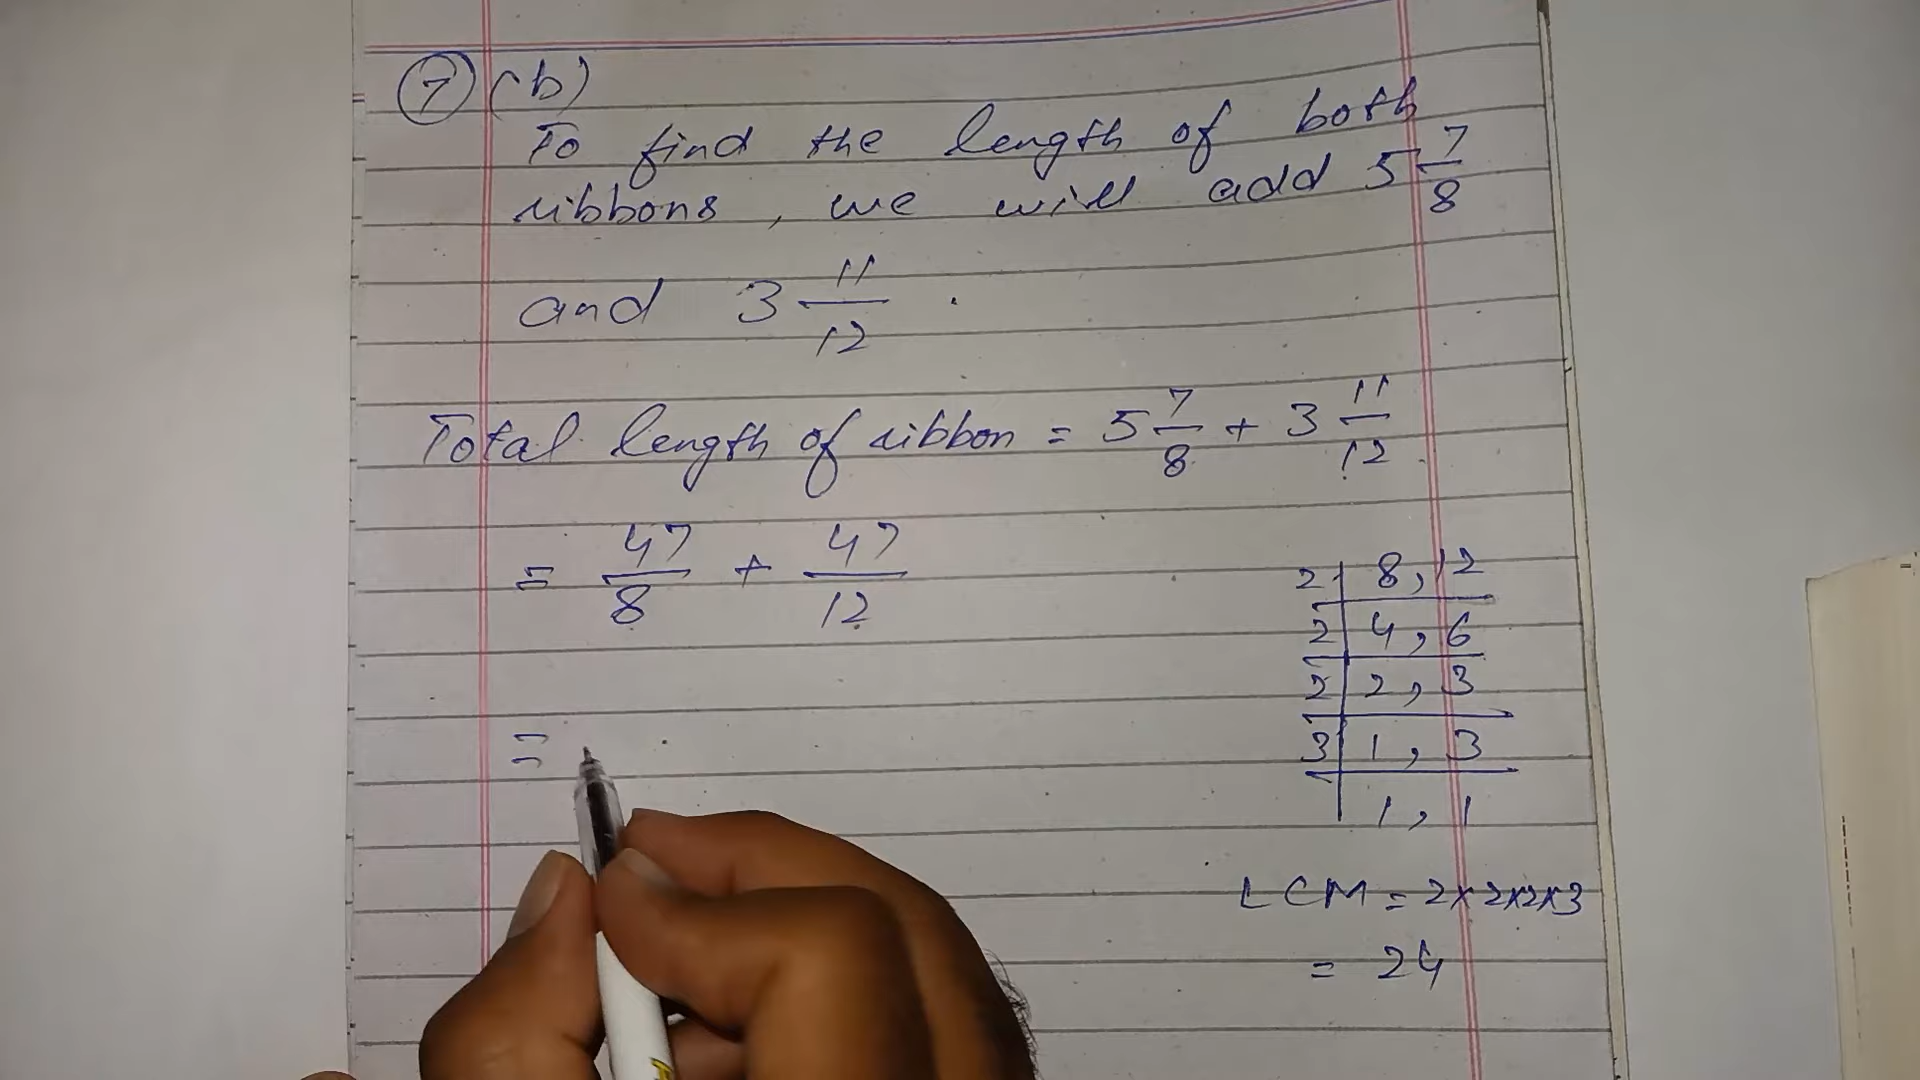 7 (b)
To find the length of both
ribbons, we will add 5 7/8
and 3 11/12.
Total length of ribbon = 5 7/8 + 3 11/12
= 47/8 + 47/12
=
2 | 8, 12
2 | 4, 6
2 | 2, 3
3 | 1, 3
1, 1
LCM = 2×2×2×3
= 24